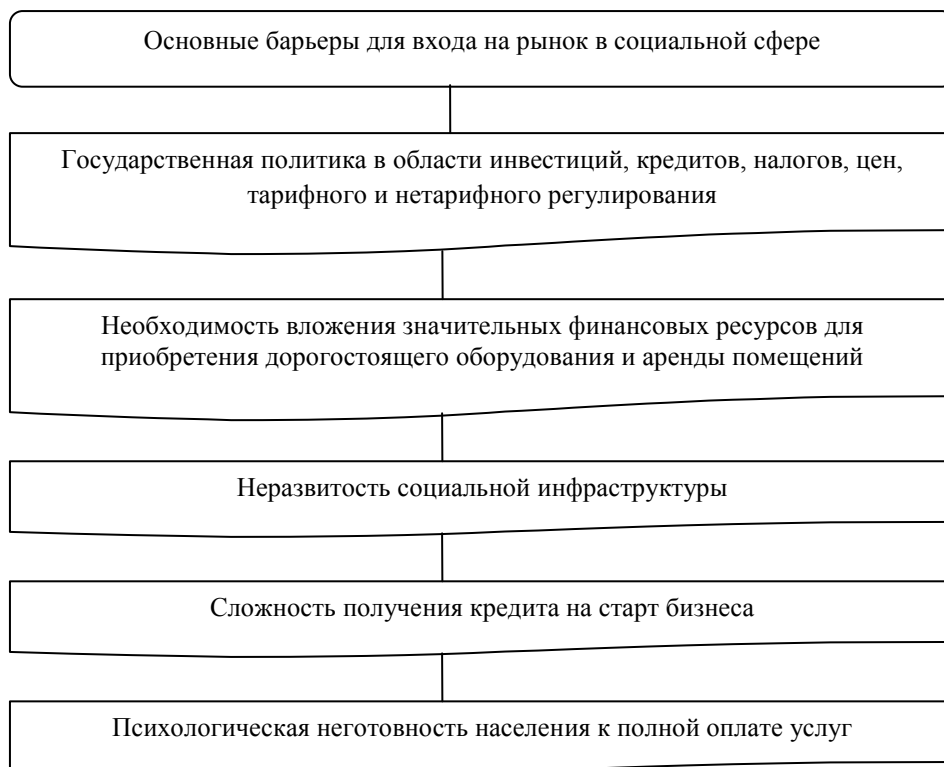 Основные барьеры для входа на рынок в социальной сфере
Государственная политика в области инвестиций, кредитов, налогов, цен,
тарифного и нетарифного регулирования
Необходимость вложения значительных финансовых ресурсов для
приобретения дорогостоящего оборудования и аренды помещений
Неразвитость социальной инфраструктуры
Сложность получения кредита на старт бизнеса
Психологическая неготовность населения к полной оплате услуг